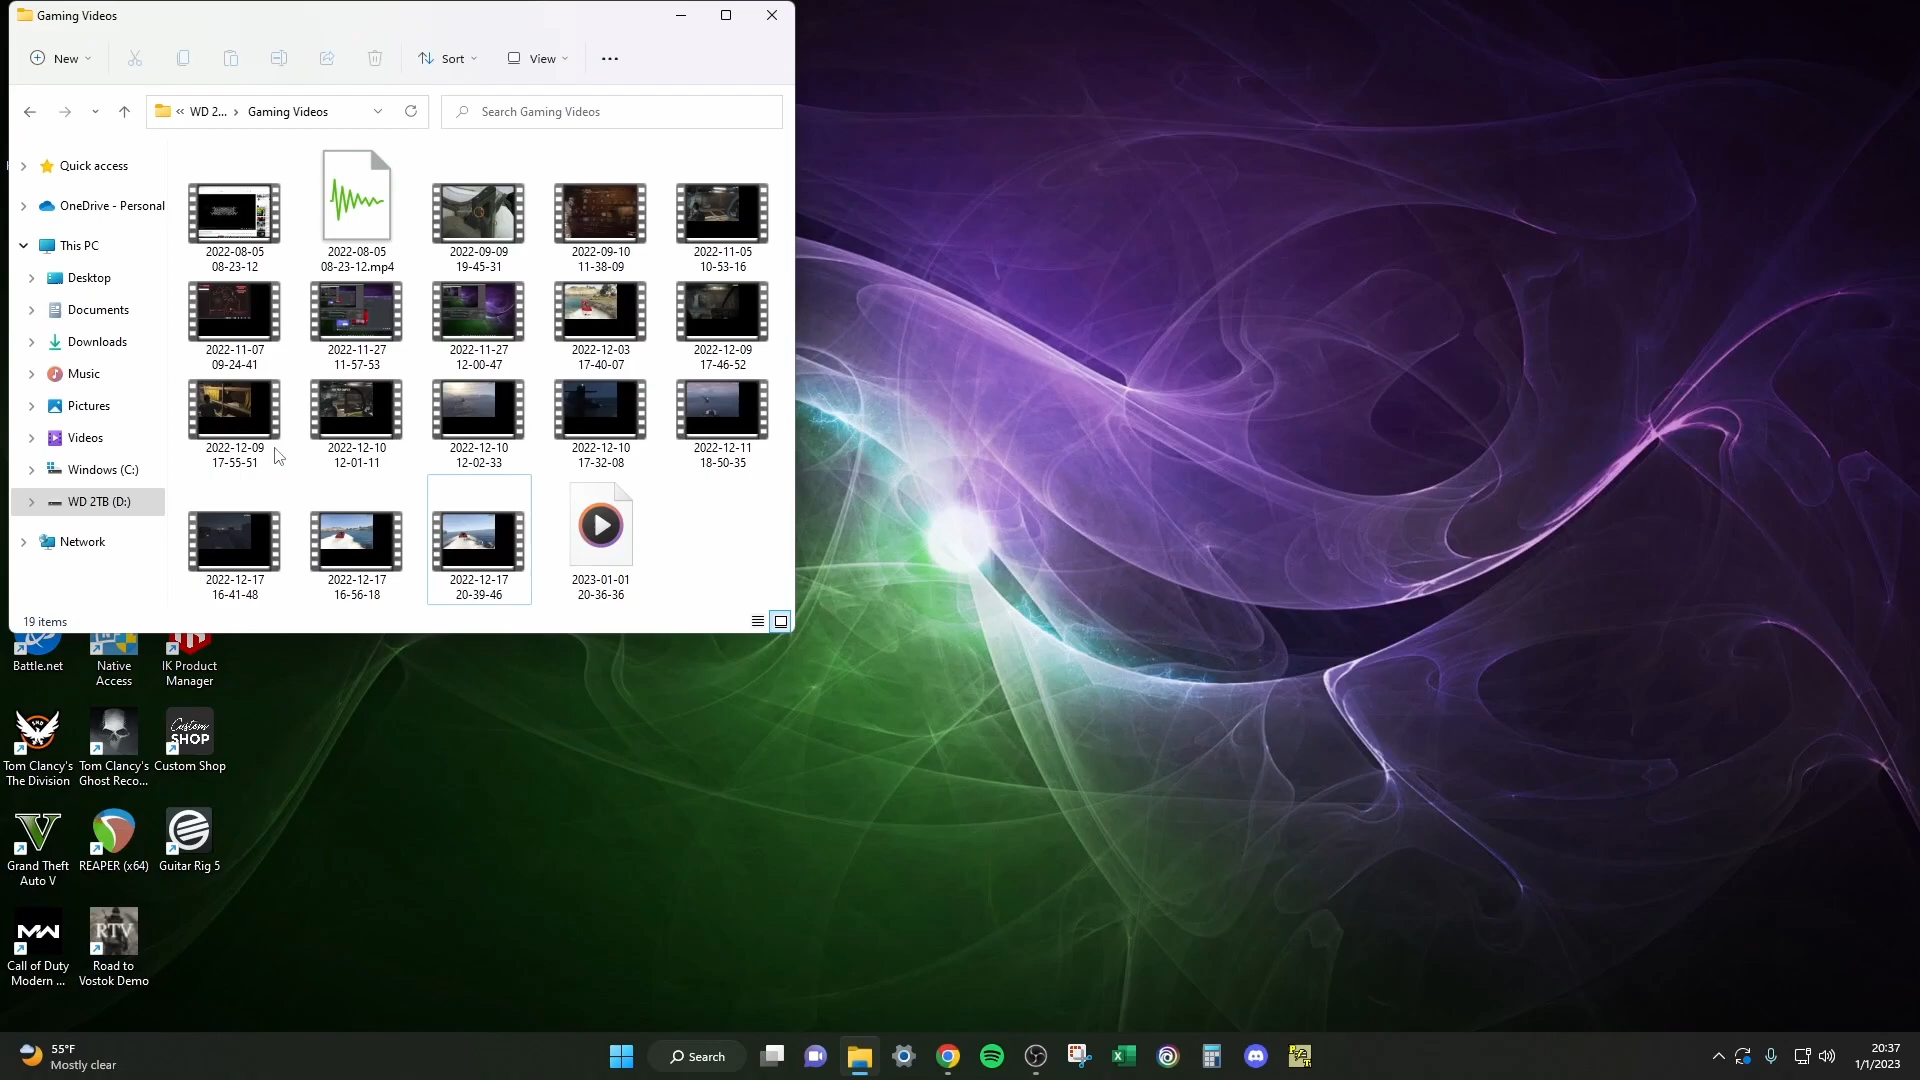 Gaming Videos
New
Sort
View
WD 2...
Gaming Videos
Search Gaming Videos
Quick access
OneDrive - Personal
This PC
Desktop
Documents
Downloads
Music
Pictures
Videos
Windows (C:)
WD 2TB (D:)
Network
2022-08-05
08-23-12
2022-08-05
08-23-12.mp4
2022-09-09
19-45-31
2022-09-10
11-38-09
2022-11-05
10-53-16
2022-11-07
09-24-41
2022-11-27
11-57-53
2022-11-27
12-00-47
2022-12-03
17-40-07
2022-12-09
17-46-52
2022-12-09
17-55-51
2022-12-10
12-01-11
2022-12-10
12-02-33
2022-12-10
17-32-08
2022-12-11
18-50-35
2022-12-17
16-41-48
2022-12-17
16-56-18
2022-12-17
20-39-46
2023-01-01
20-36-36
19 items
Battle.net
Native
Access
IK Product
Manager
Custom
SHOP
Tom Clancy's
The Division
Tom Clancy's
Ghost Reco...
Custom Shop
Grand Theft
Auto V
REAPER (x64)
Guitar Rig 5
MW
RTV
Call of Duty
Modern ...
Road to
Vostok Demo
55°F
Mostly clear
Search
20:37
1/1/2023